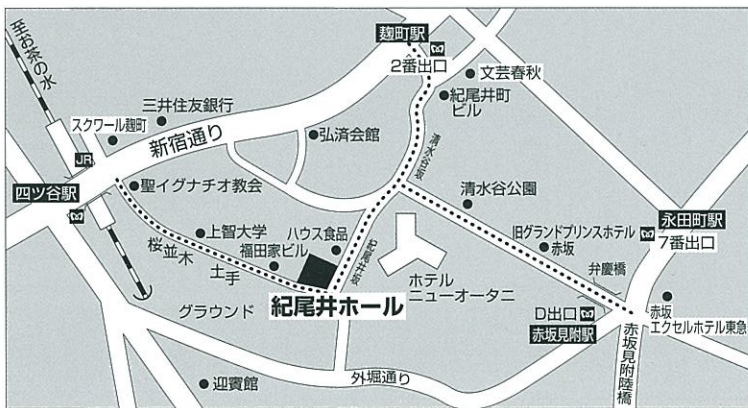 至お茶の水
麹町駅
2番出口
文芸春秋
紀尾井町
ビル
三井住友銀行
スクワール麹町
新宿通り
弘済会館
清水谷坂
JR
四ツ谷駅
聖イグナチオ教会
清水谷公園
永田町駅
7番出口
上智大学
ハウス食品
福田家ビル
桜並木
土手
紀尾井坂
旧グランドプリンスホテル
赤坂
弁慶橋
ホテル
ニューオータニ
グラウンド
紀尾井ホール
D出口
赤坂見附駅
赤坂
エクセルホテル東急
赤坂見附陸橋
外堀通り
迎賓館